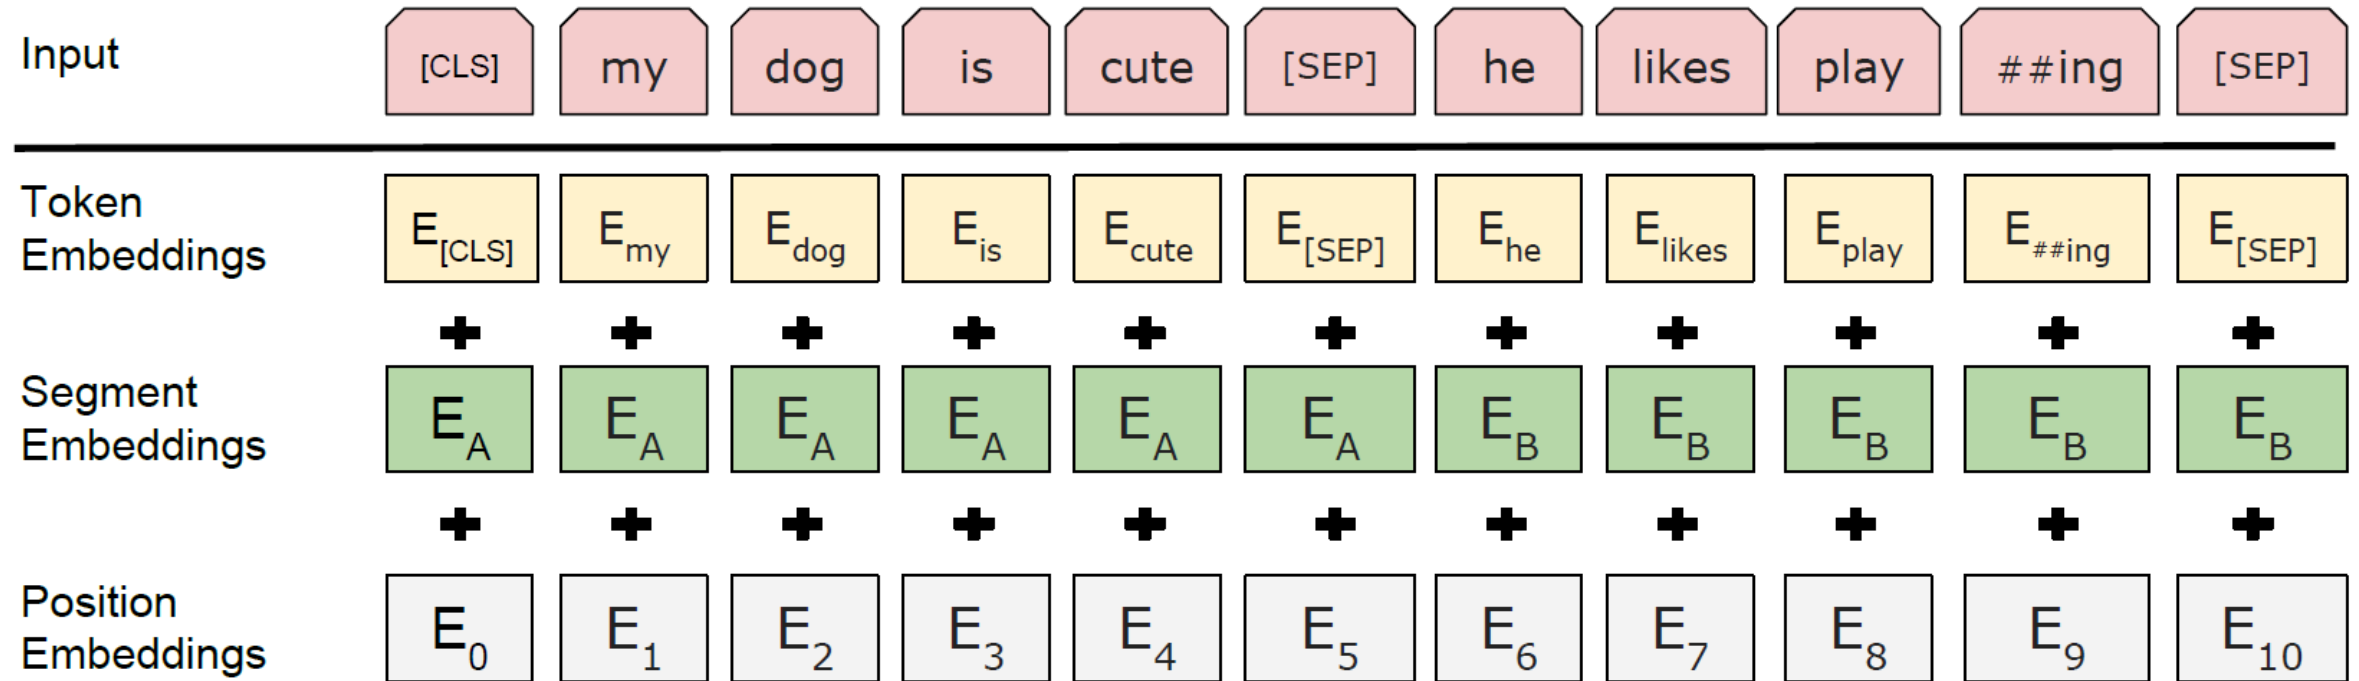 Input [CLS] my dog is cute [SEP] he likes play ##ing [SEP]
Token
Embeddings E[CLS] Emy Edog Eis Ecute E[SEP] Ehe Elikes Eplay E##ing E[SEP]
+ + + + + + + + + + +
Segment
Embeddings EA EA EA EA EA EA EB EB EB EB EB
+ + + + + + + + + + +
Position
Embeddings E0 E1 E2 E3 E4 E5 E6 E7 E8 E9 E10